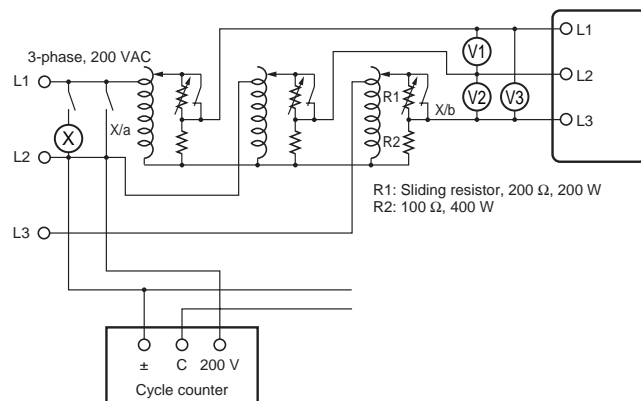 3-phase, 200 VAC
L1
X
X/a
L2
L3
R1
R2
X/b
V1
V2
V3
L1
L2
L3
R1: Sliding resistor, 200 Ω, 200 W
R2: 100 Ω, 400 W
± C 200 V
Cycle counter